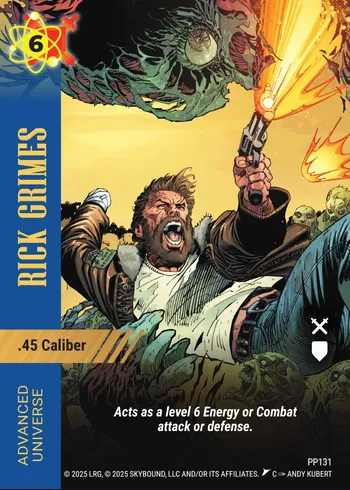 6
RICK GRIMES
.45 Caliber
ADVANCED
UNIVERSE
Acts as a level 6 Energy or Combat
attack or defense.
PP131
© 2025 LRG, © 2025 SKYBOUND, LLC AND/OR ITS AFFILIATES. C ANDY KUBERT